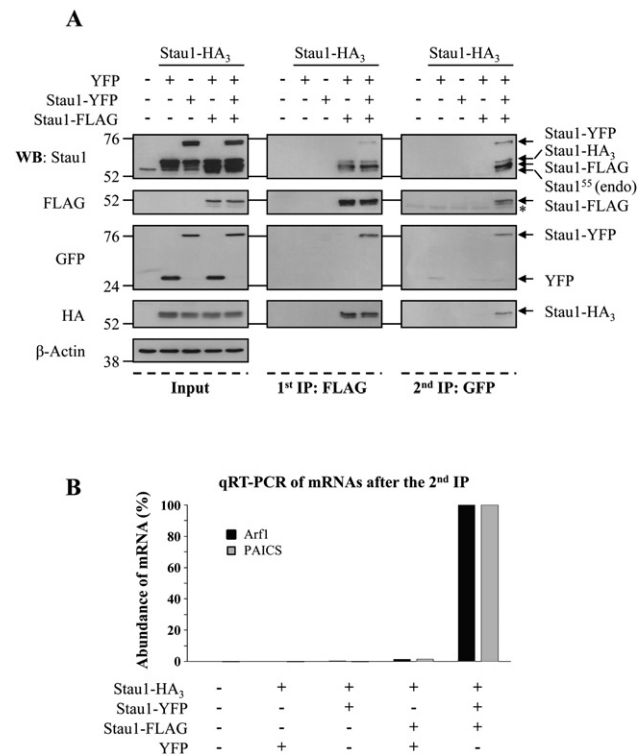 A
Stau1-HA3 Stau1-HA3 Stau1-HA3
YFP - + - + + - + - + + - + - + +
Stau1-YFP - - + - + - - + - + - - + - +
Stau1-FLAG - - - + + - - - + + - - - + +
WB: Stau1 76 52 Stau1-YFP
Stau1-HA3
Stau1-FLAG
Stau1^55 (endo)
FLAG 52 Stau1-FLAG
*
GFP 76 24 Stau1-YFP
YFP
HA 52 Stau1-HA3
β-Actin 38
Input 1st IP: FLAG 2nd IP: GFP
B
qRT-PCR of mRNAs after the 2nd IP
Abundance of mRNA (%)
100
80
60
40
20
0
Arf1
PAICS
Stau1-HA3 - + + + +
Stau1-YFP - - + - +
Stau1-FLAG - - - + +
YFP - + - + -